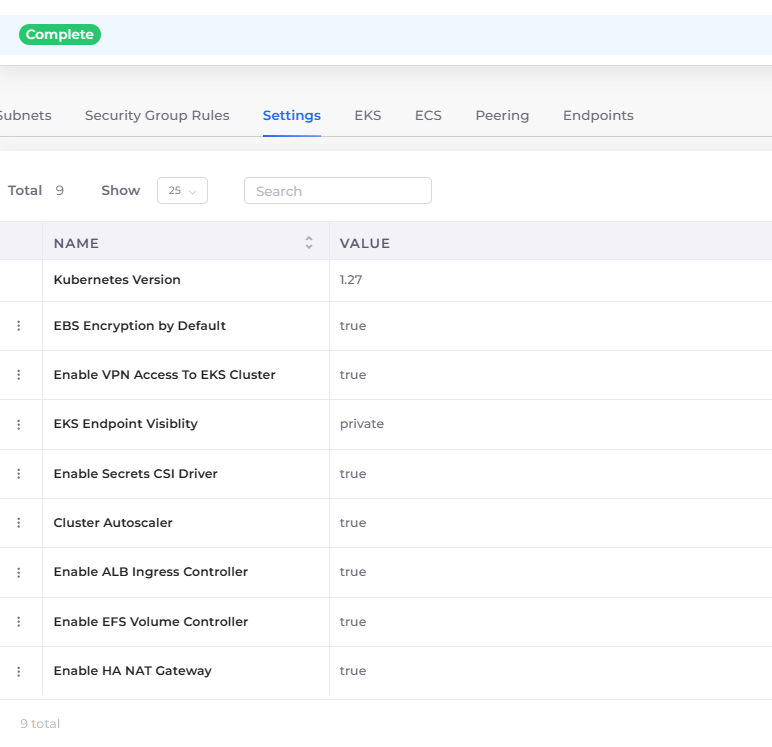 Complete
Subnets Security Group Rules Settings EKS ECS Peering Endpoints
Total 9 Show 25 Search
NAME VALUE
Kubernetes Version 1.27
EBS Encryption by Default true
Enable VPN Access To EKS Cluster true
EKS Endpoint Visiblity private
Enable Secrets CSI Driver true
Cluster Autoscaler true
Enable ALB Ingress Controller true
Enable EFS Volume Controller true
Enable HA NAT Gateway true
9 total